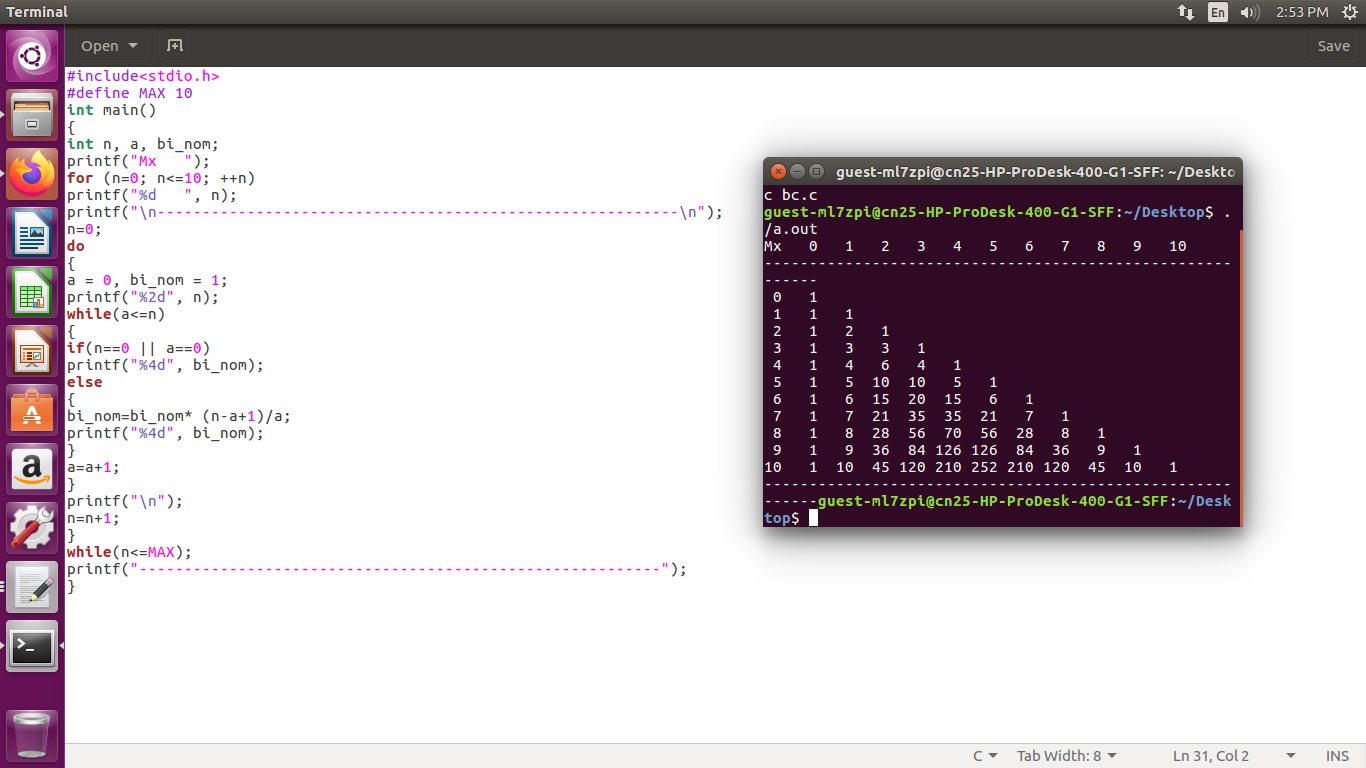 Terminal
En
2:53 PM
Open
Save
#include<stdio.h>
#define MAX 10
int main()
{
int n, a, bi_nom;
printf("Mx   ");
for (n=0; n<=10; ++n)
printf("%d   ", n);
printf("\n----------------------------------------------------------\n");
n=0;
do
{
a = 0, bi_nom = 1;
printf("%2d", n);
while(a<=n)
{
if(n==0 || a==0)
printf("%4d", bi_nom);
else
{
bi_nom=bi_nom* (n-a+1)/a;
printf("%4d", bi_nom);
}
a=a+1;
}
printf("\n");
n=n+1;
}
while(n<=MAX);
printf("----------------------------------------------------------");
}
guest-ml7zpi@cn25-HP-ProDesk-400-G1-SFF: ~/Deskto
c bc.c
guest-ml7zpi@cn25-HP-ProDesk-400-G1-SFF:~/Desktop$ .
/a.out
Mx   0   1   2   3   4   5   6   7   8   9   10
----------------------------------------------------
------
 0   1
 1   1   1
 2   1   2   1
 3   1   3   3   1
 4   1   4   6   4   1
 5   1   5  10  10   5   1
 6   1   6  15  20  15   6   1
 7   1   7  21  35  35  21   7   1
 8   1   8  28  56  70  56  28   8   1
 9   1   9  36  84 126 126  84  36   9   1
10   1  10  45 120 210 252 210 120  45  10   1
----------------------------------------------------
------guest-ml7zpi@cn25-HP-ProDesk-400-G1-SFF:~/Desk
top$
C
Tab Width: 8
Ln 31, Col 2
INS